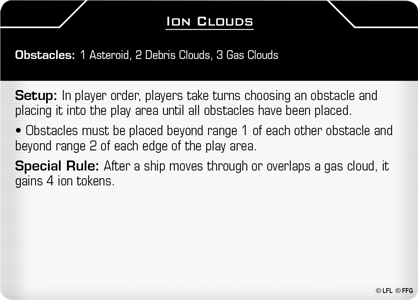 Ion Clouds
Obstacles: 1 Asteroid, 2 Debris Clouds, 3 Gas Clouds
Setup: In player order, players take turns choosing an obstacle and
placing it into the play area until all obstacles have been placed.
• Obstacles must be placed beyond range 1 of each other obstacle and
beyond range 2 of each edge of the play area.
Special Rule: After a ship moves through or overlaps a gas cloud, it
gains 4 ion tokens.
© LFL © FFG